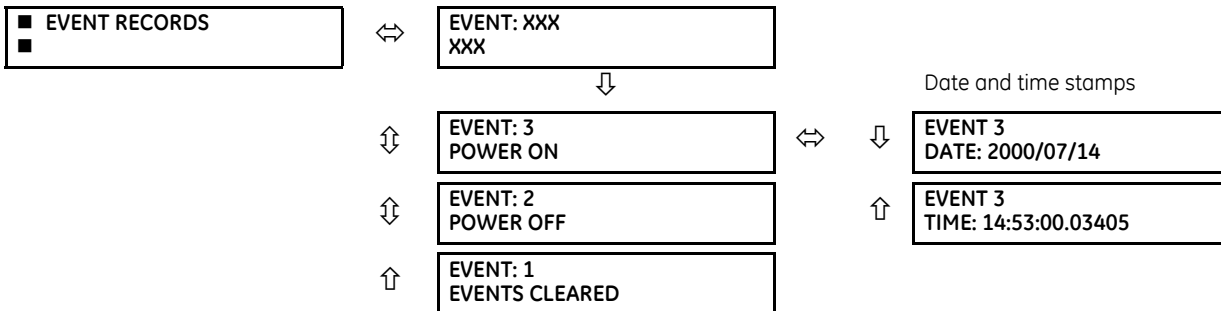 ■ EVENT RECORDS
■
EVENT: XXX
XXX
Date and time stamps
EVENT: 3
POWER ON
EVENT 3
DATE: 2000/07/14
EVENT: 2
POWER OFF
EVENT 3
TIME: 14:53:00.03405
EVENT: 1
EVENTS CLEARED